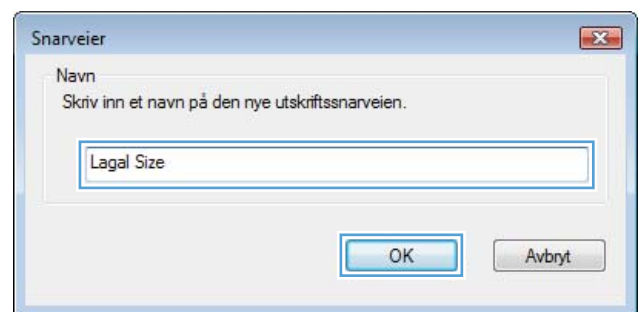 Snarveier
Navn
Skriv inn et navn på den nye utskriftssnarveien.
Lagal Size
OK
Avbryt